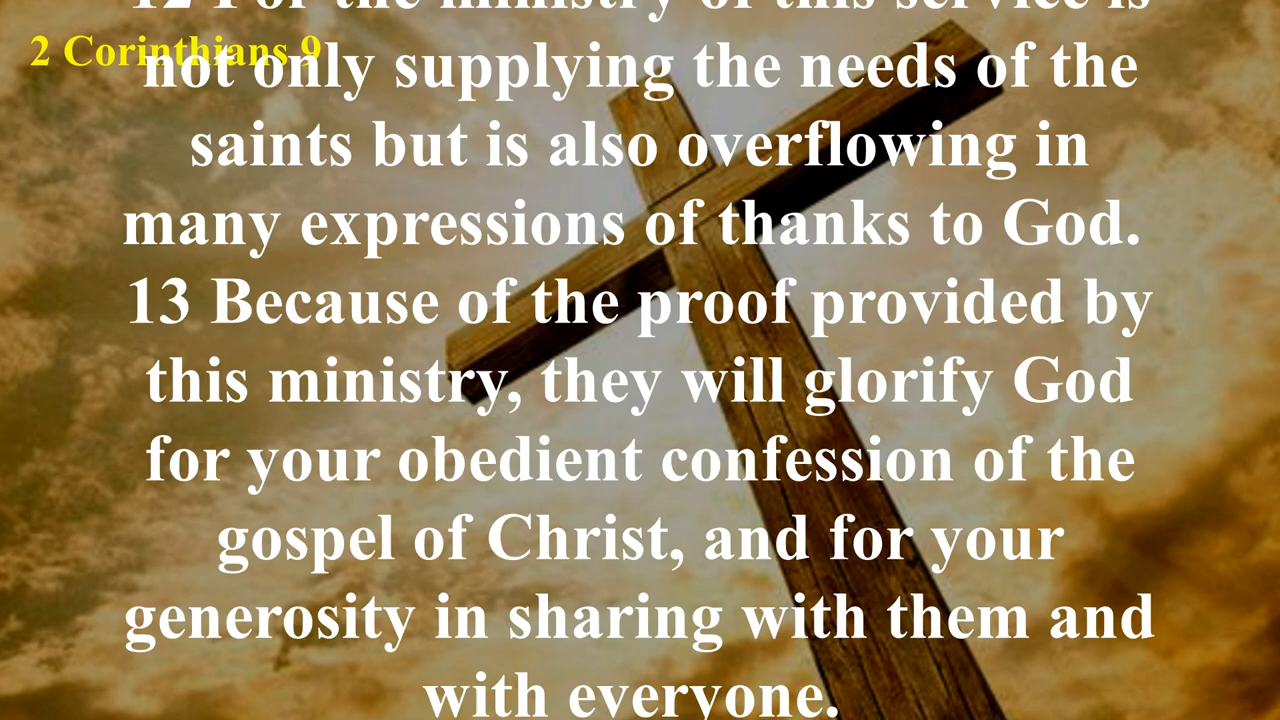 12 For the ministry of this service is
2 Corinthians 9
not only supplying the needs of the
saints but is also overflowing in
many expressions of thanks to God.
13 Because of the proof provided by
this ministry, they will glorify God
for your obedient confession of the
gospel of Christ, and for your
generosity in sharing with them and
with everyone.